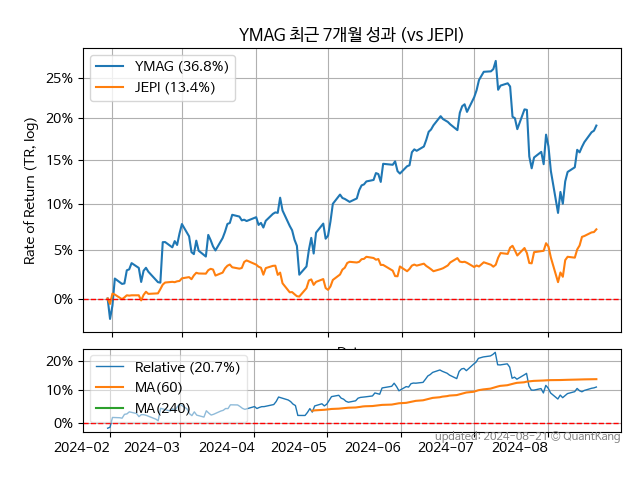 YMAG 최근 7개월 성과 (vs JEPI)
Rate of Return (TR, log)
25%
20%
15%
10%
5%
0%
YMAG (36.8%)
JEPI (13.4%)
20%
10%
0%
Relative (20.7%)
MA(60)
MA(240)
2024-02 2024-03 2024-04 2024-05 2024-06 2024-07 2024-08
updated: 2024-08-21 © QuantKang